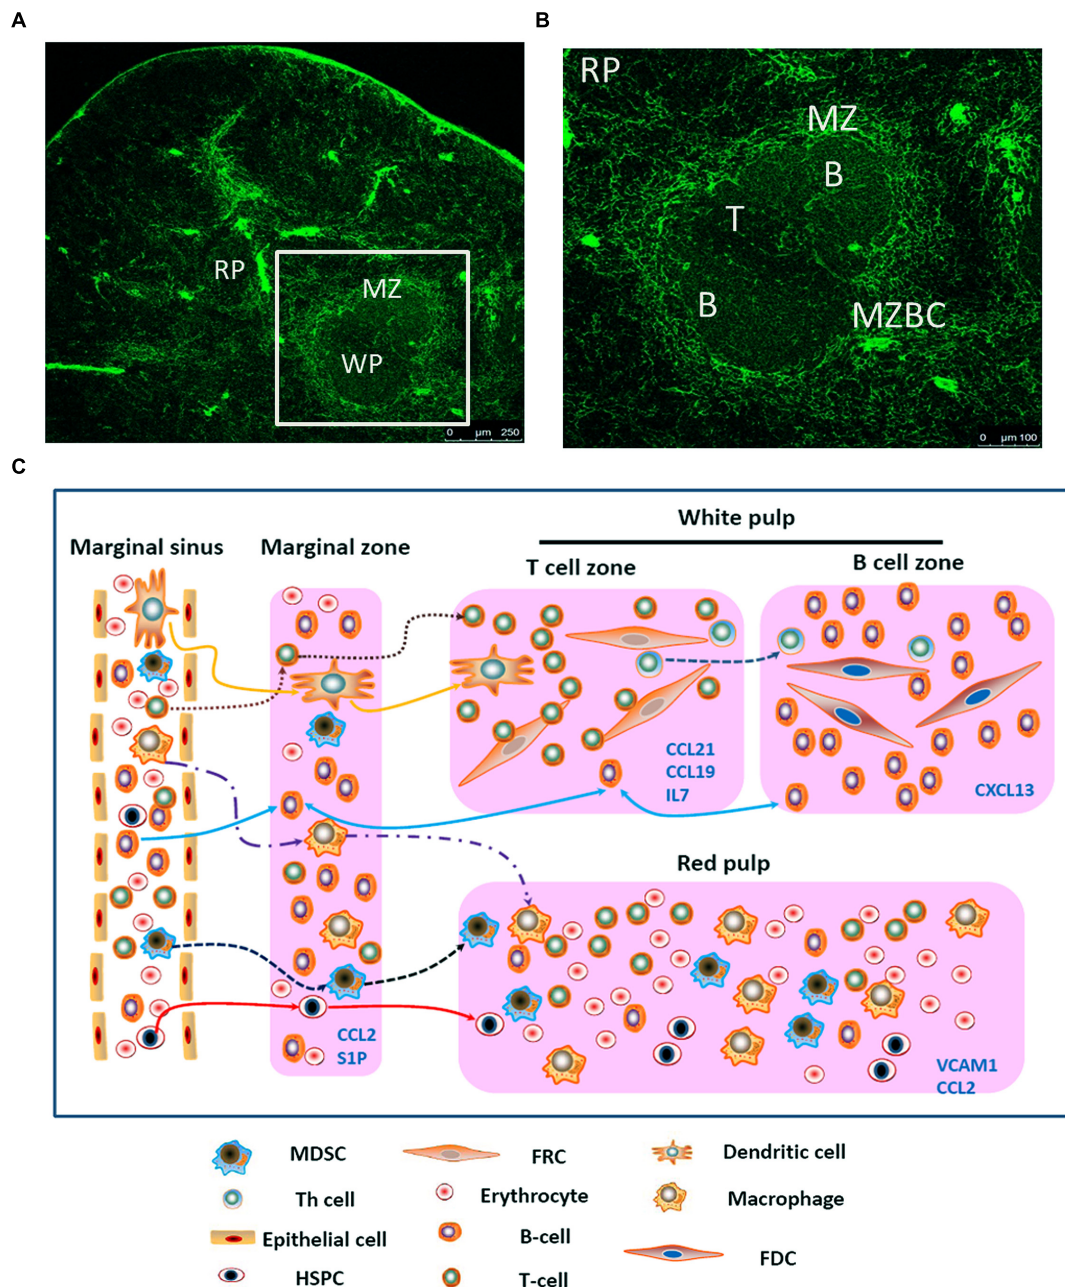 A
B
RP
MZ
WP
0 µm 250
RP
MZ
B
T
B
MZBC
0 µm 100
C
White pulp
Marginal sinus
Marginal zone
T cell zone
B cell zone
CCL21
CCL19
IL7
CXCL13
Red pulp
CCL2
S1P
VCAM1
CCL2
MDSC
FRC
Dendritic cell
Th cell
Erythrocyte
Macrophage
Epithelial cell
B-cell
FDC
HSPC
T-cell